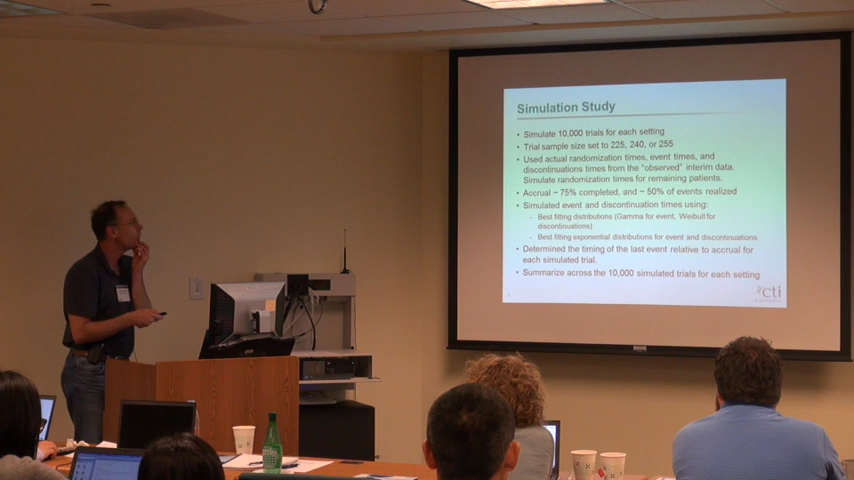 Simulation Study
• Simulate 10,000 trials for each setting
• Trial sample size set to 225, 240, or 255
• Used actual randomization times, event times, and
discontinuations times from the "observed" interim data.
Simulate randomization times for remaining patients.
• Accrual ~ 75% completed, and ~ 50% of events realized
• Simulated event and discontinuation times using:
- Best fitting distributions (Gamma for event, Weibull for
discontinuations)
- Best fitting exponential distributions for event and discontinuations
• Determined the timing of the last event relative to accrual for
each simulated trial.
• Summarize across the 10,000 simulated trials for each setting
cti